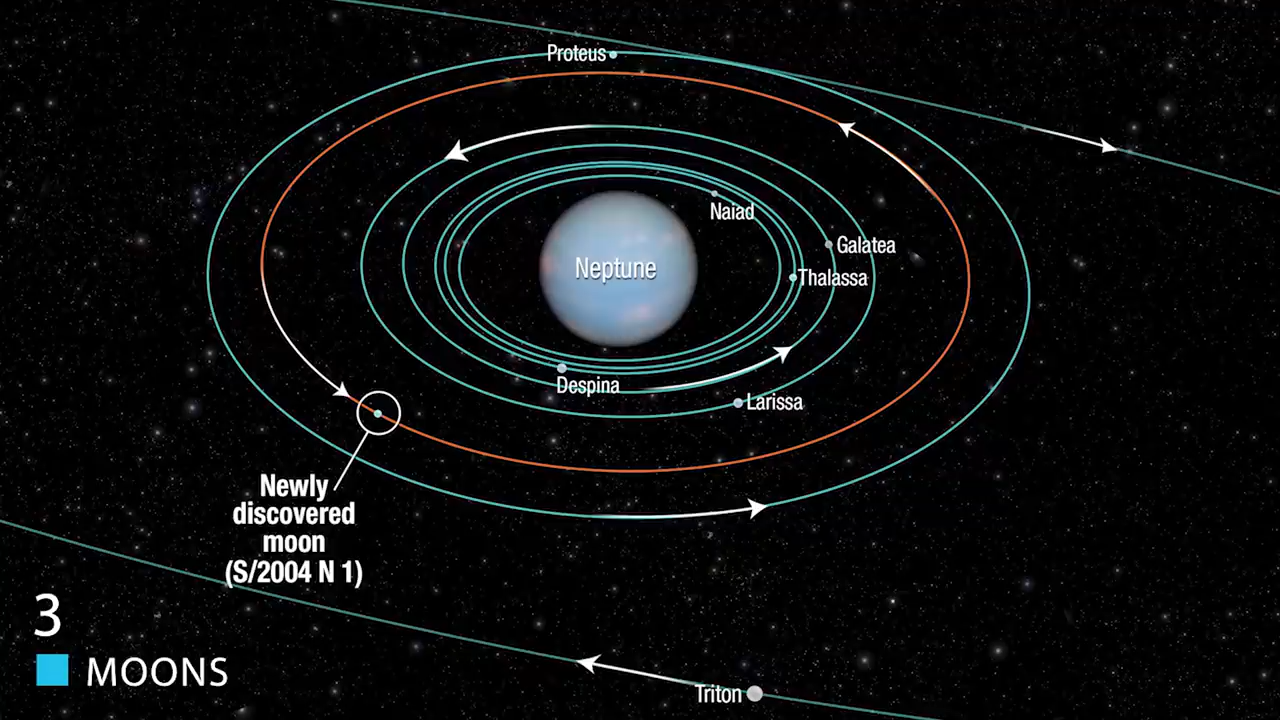 Proteus
Naiad
Galatea
Neptune
Thalassa
Despina
Larissa
Newly
discovered
moon
(S/2004 N 1)
3
MOONS
Triton